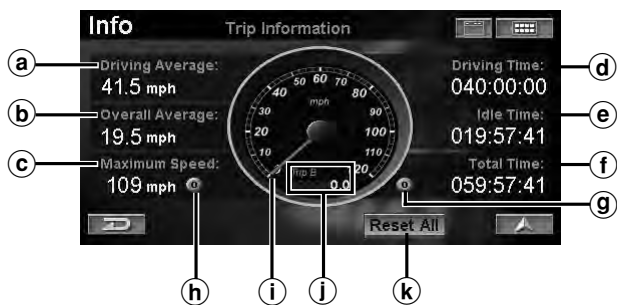 Info
Trip Information
a
Driving Average:
41.5 mph
b
Overall Average:
19.5 mph
c
Maximum Speed:
109 mph
0
10
20
30
40
50
60
70
80
90
100
110
120
mph
Trip B
0.0
Driving Time:
040:00:00
d
Idle Time:
019:57:41
e
Total Time:
059:57:41
f
g
Reset All
h
i
j
k